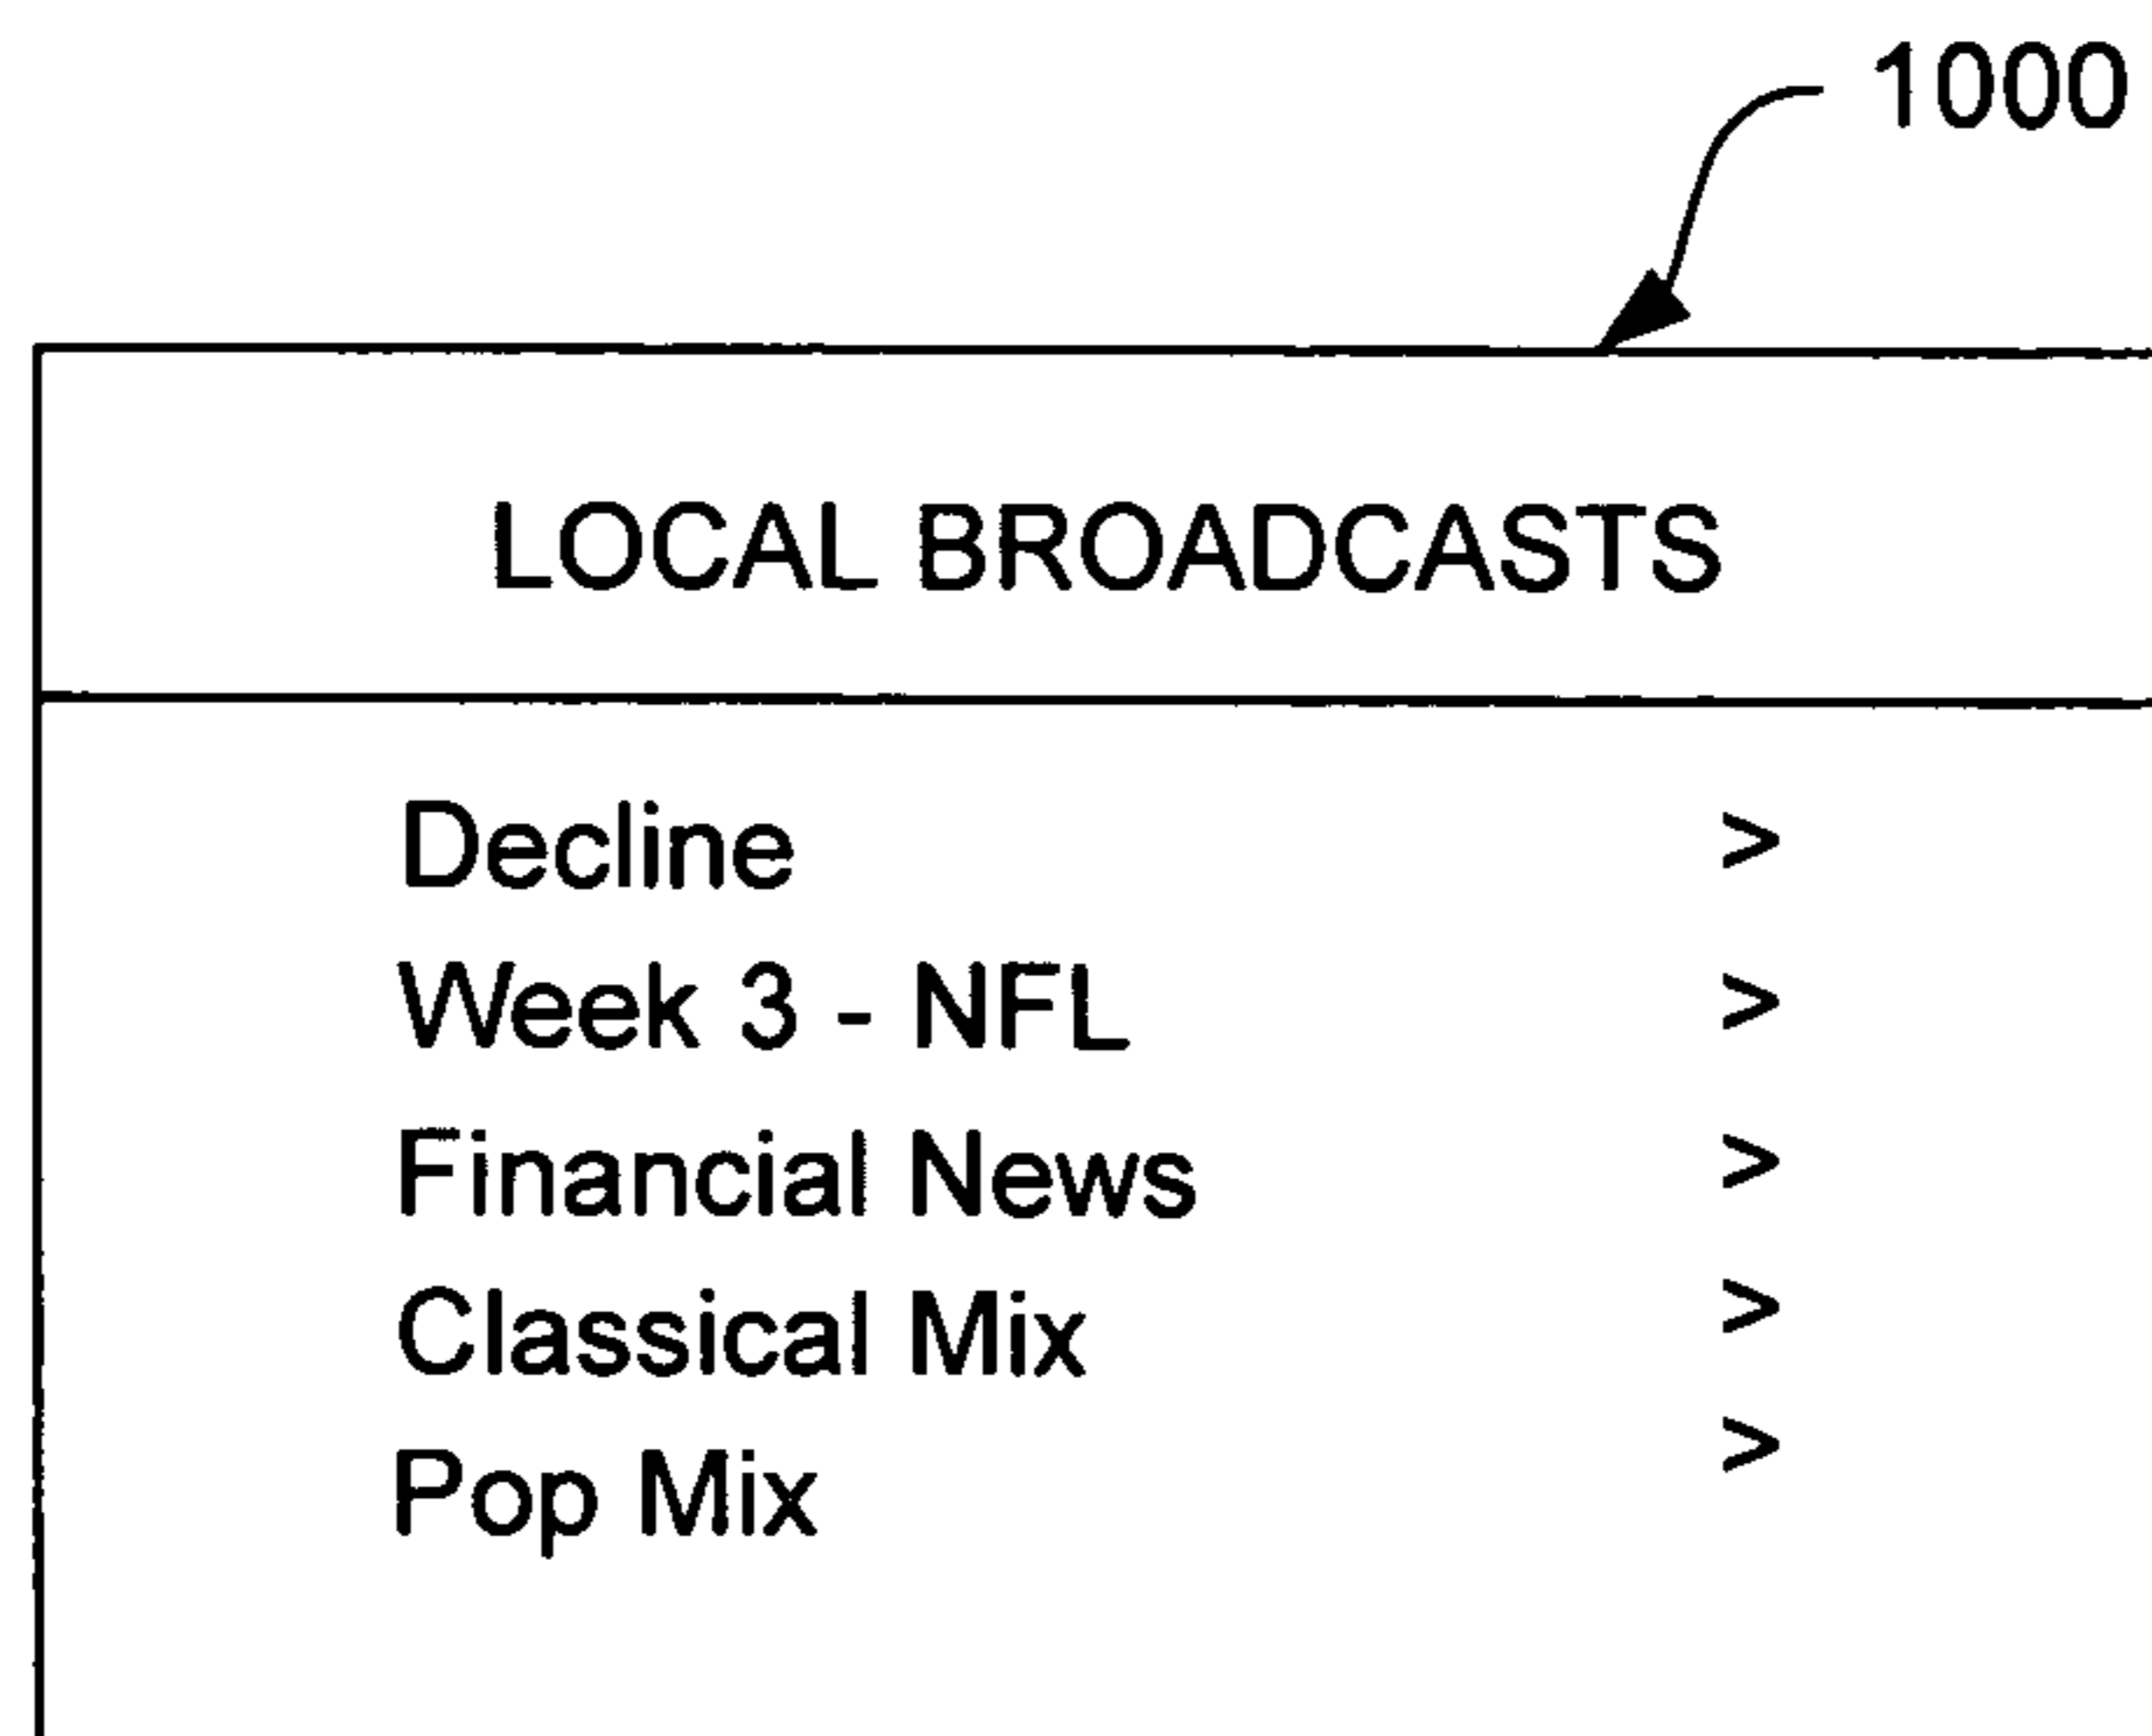 1000
LOCAL BROADCASTS
Decline >
Week 3 - NFL >
Financial News >
Classical Mix >
Pop Mix >